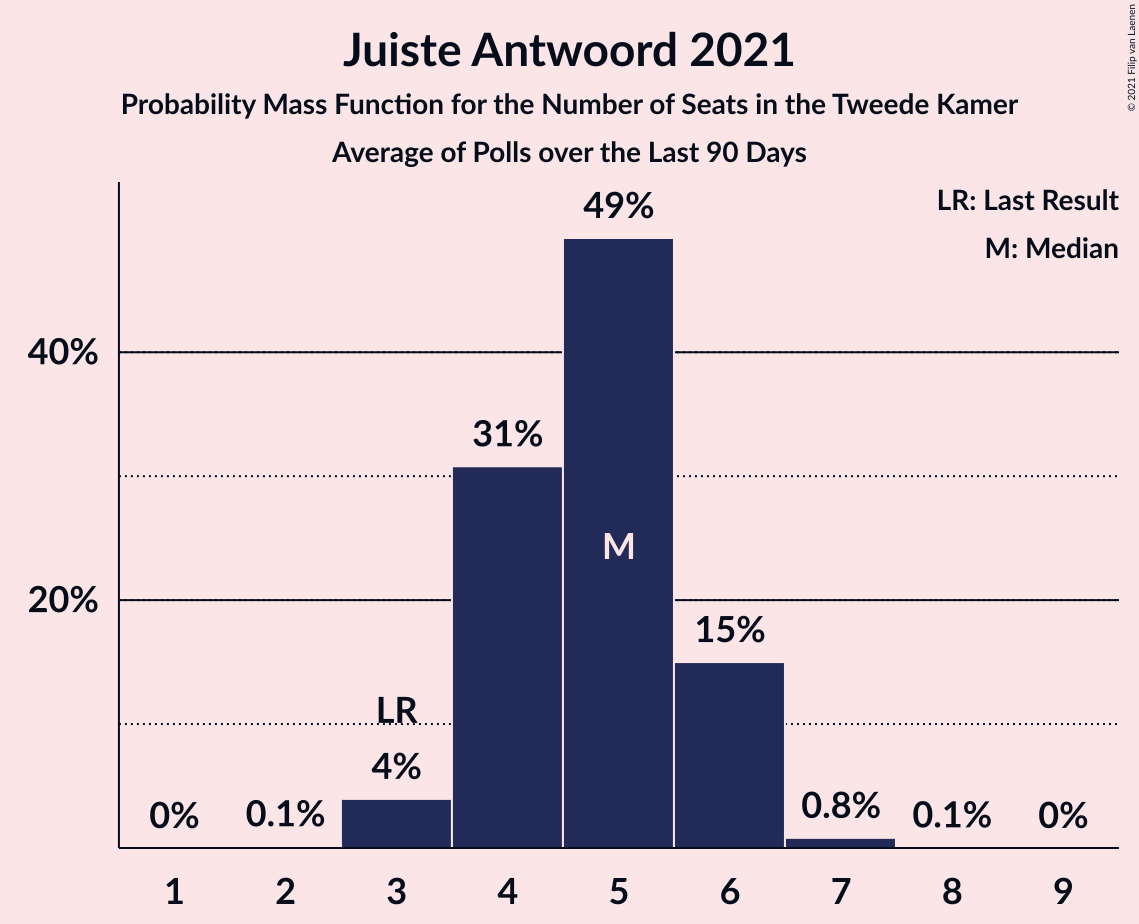 Juiste Antwoord 2021
Probability Mass Function for the Number of Seats in the Tweede Kamer
Average of Polls over the Last 90 Days
© 2021 Filip van Laenen
LR: Last Result
M: Median
49%
40%
31%
M
20%
15%
LR
4%
0%
0.1%
0.8%
0.1%
0%
1 2 3 4 5 6 7 8 9